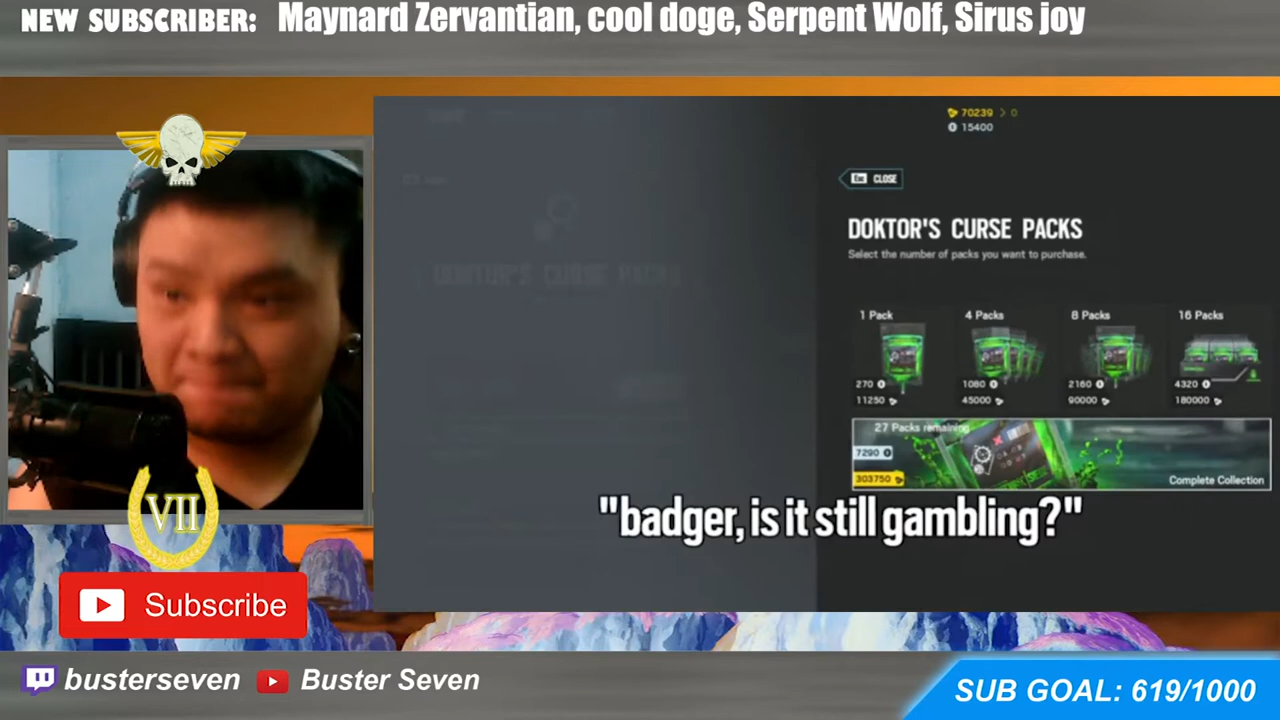 NEW SUBSCRIBER: Maynard Zervantian, cool doge, Serpent Wolf, Sirus joy
70239 > 0
15400
Esc CLOSE
DOKTOR'S CURSE PACKS
Select the number of packs you want to purchase.
1 Pack 4 Packs 8 Packs 16 Packs
270 1080 2160 4320
11250 45000 90000 180000
27 Packs remaining
7290
303750
Complete Collection
"badger, is it still gambling?"
VII
Subscribe
busterseven Buster Seven
SUB GOAL: 619/1000